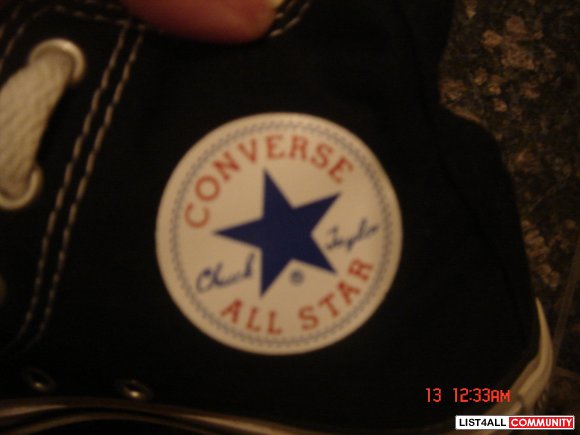 CONVERSE
Chuck Taylor
®
ALL STAR
13 12:33AM
LIST4ALL COMMUNITY